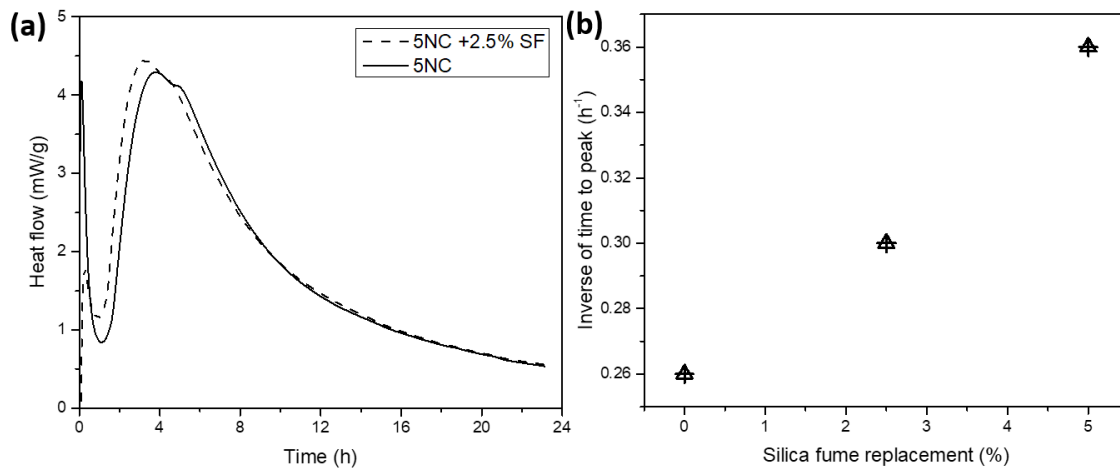 (a)
5NC +2.5% SF
5NC
Heat flow (mW/g)
5
4
3
2
1
0
0 4 8 12 16 20 24
Time (h)
(b)
Inverse of time to peak (h⁻¹)
0.36
0.34
0.32
0.30
0.28
0.26
0 1 2 3 4 5
Silica fume replacement (%)